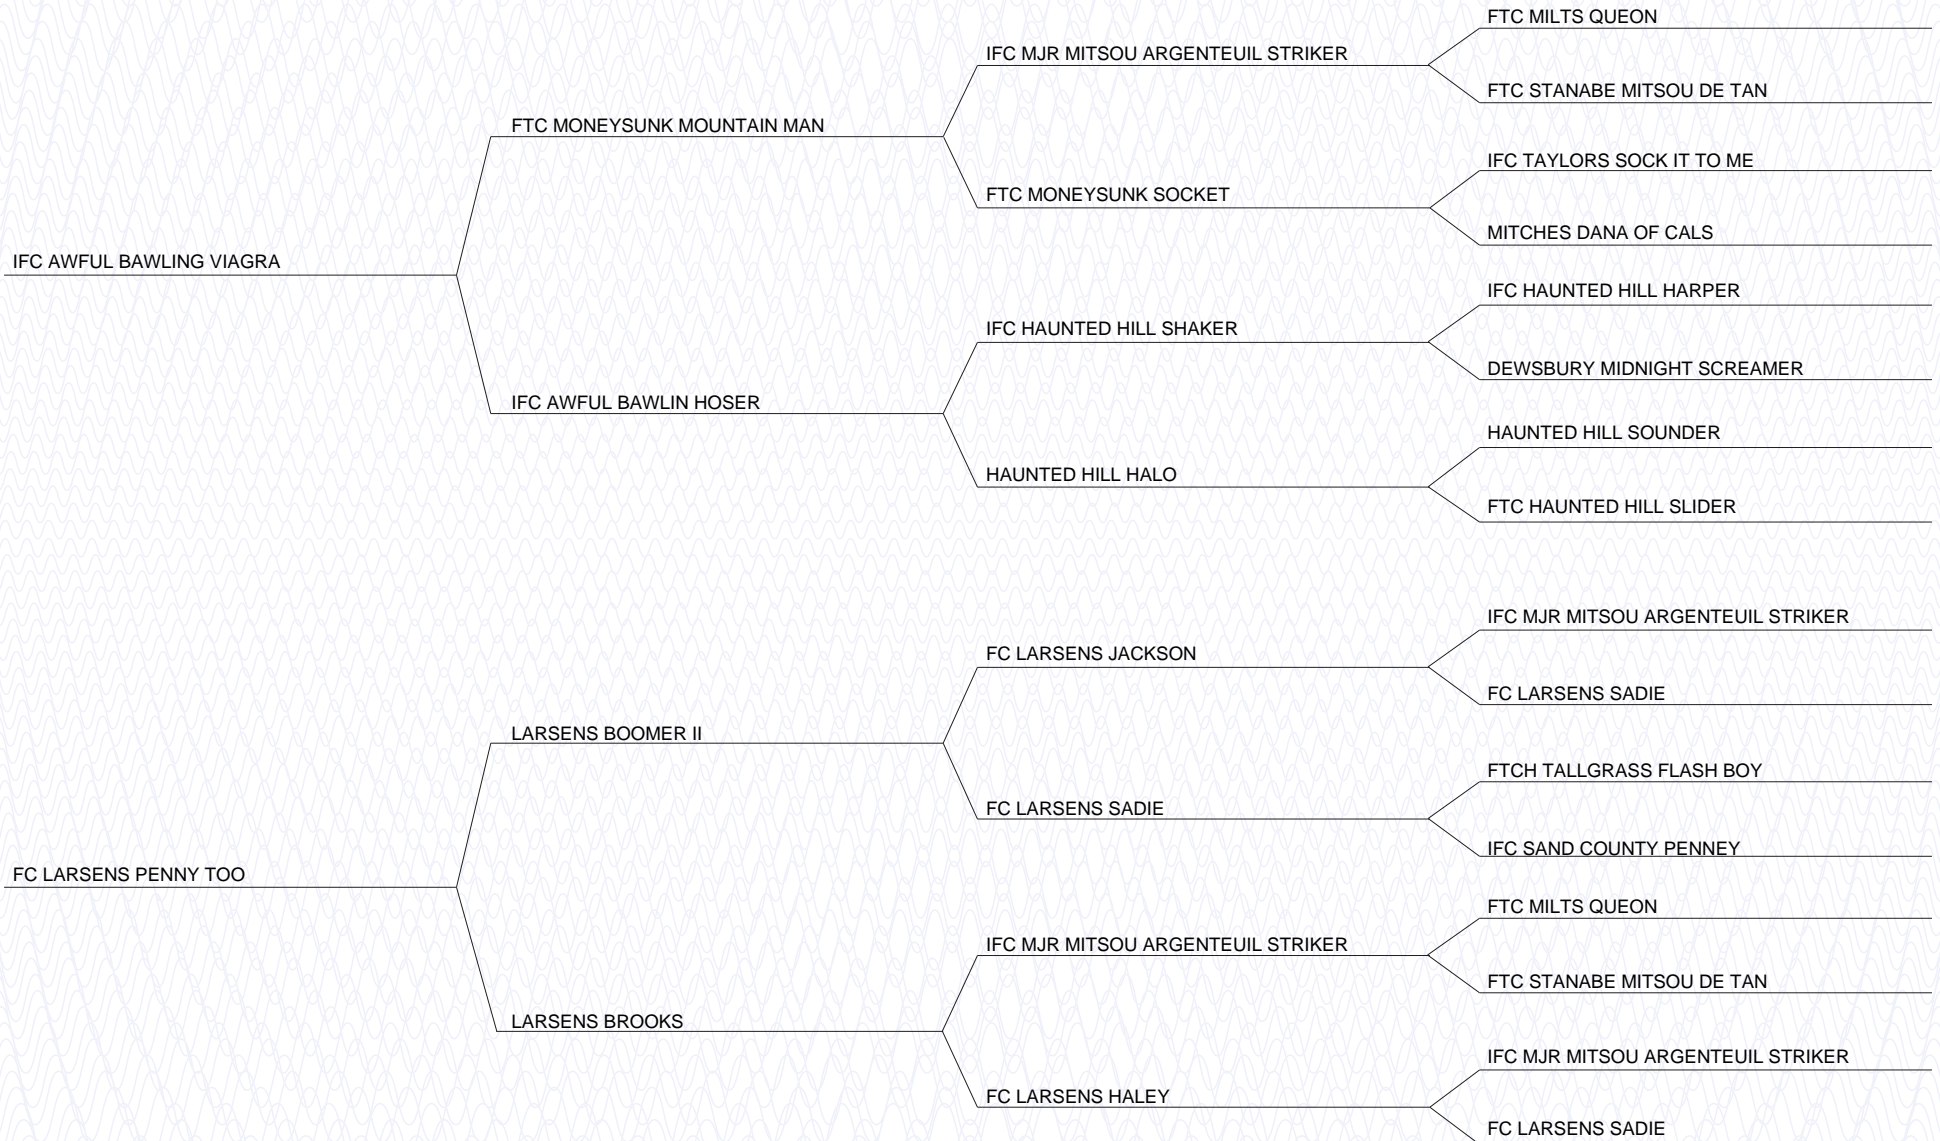 FTC MILTS QUEON
IFC MJR MITSOU ARGENTEUIL STRIKER
FTC STANABE MITSOU DE TAN
FTC MONEYSUNK MOUNTAIN MAN
IFC TAYLORS SOCK IT TO ME
FTC MONEYSUNK SOCKET
MITCHES DANA OF CALS
IFC AWFUL BAWLING VIAGRA
IFC HAUNTED HILL HARPER
IFC HAUNTED HILL SHAKER
DEWSBURY MIDNIGHT SCREAMER
IFC AWFUL BAWLIN HOSER
HAUNTED HILL SOUNDER
HAUNTED HILL HALO
FTC HAUNTED HILL SLIDER
IFC MJR MITSOU ARGENTEUIL STRIKER
FC LARSENS JACKSON
FC LARSENS SADIE
LARSENS BOOMER II
FTCH TALLGRASS FLASH BOY
FC LARSENS SADIE
IFC SAND COUNTY PENNEY
FC LARSENS PENNY TOO
FTC MILTS QUEON
IFC MJR MITSOU ARGENTEUIL STRIKER
FTC STANABE MITSOU DE TAN
LARSENS BROOKS
IFC MJR MITSOU ARGENTEUIL STRIKER
FC LARSENS HALEY
FC LARSENS SADIE